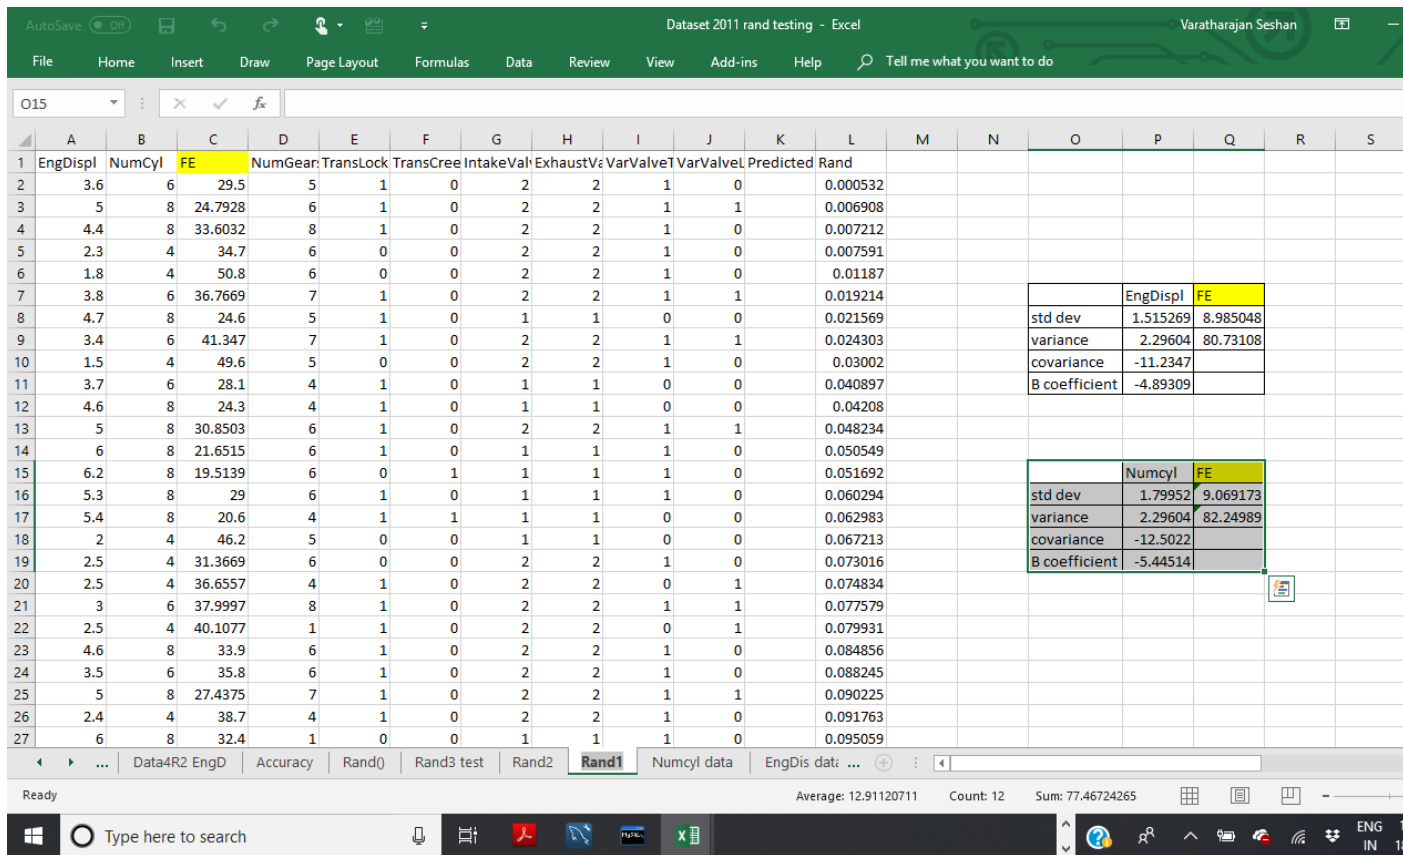 AutoSave Off Dataset 2011 rand testing - Excel Varatharajan Seshan
File Home Insert Draw Page Layout Formulas Data Review View Add-ins Help Tell me what you want to do
O15 fx
A B C D E F G H I J K L M N O P Q R S
1 EngDispl NumCyl FE NumGear TransLock TransCree IntakeVal ExhaustVa VarValveT VarValveL Predicted Rand
2 3.6 6 29.5 5 1 0 2 2 1 0 0.000532
3 5 8 24.7928 6 1 0 2 2 1 1 0.006908
4 4.4 8 33.6032 8 1 0 2 2 1 0 0.007212
5 2.3 4 34.7 6 0 0 2 2 1 0 0.007591
6 1.8 4 50.8 6 0 0 2 2 1 0 0.01187
7 3.8 6 36.7669 7 1 0 2 2 1 1 0.019214 EngDispl FE
8 4.7 8 24.6 5 1 0 1 1 0 0 0.021569 std dev 1.515269 8.985048
9 3.4 6 41.347 7 1 0 2 2 1 1 0.024303 variance 2.29604 80.73108
10 1.5 4 49.6 5 0 0 2 2 1 0 0.03002 covariance -11.2347
11 3.7 6 28.1 4 1 0 1 1 0 0 0.040897 B coefficient -4.89309
12 4.6 8 24.3 4 1 0 1 1 0 0 0.04208
13 5 8 30.8503 6 1 0 2 2 1 1 0.048234
14 6 8 21.6515 6 1 0 1 1 1 0 0.050549
15 6.2 8 19.5139 6 0 1 1 1 1 0 0.051692 Numcyl FE
16 5.3 8 29 6 1 0 1 1 1 0 0.060294 std dev 1.79952 9.069173
17 5.4 8 20.6 4 1 1 1 1 0 0 0.062983 variance 2.29604 82.24989
18 2 4 46.2 5 0 0 1 1 0 0 0.067213 covariance -12.5022
19 2.5 4 31.3669 6 0 0 2 2 1 0 0.073016 B coefficient -5.44514
20 2.5 4 36.6557 4 1 0 2 2 0 1 0.074834
21 3 6 37.9997 8 1 0 2 2 1 1 0.077579
22 2.5 4 40.1077 1 1 0 2 2 0 1 0.079931
23 4.6 8 33.9 6 1 0 2 2 1 0 0.084856
24 3.5 6 35.8 6 1 0 2 2 1 0 0.088245
25 5 8 27.4375 7 1 0 2 2 1 1 0.090225
26 2.4 4 38.7 4 1 0 2 2 1 0 0.091763
27 6 8 32.4 1 0 0 1 1 1 0 0.095059
... Data4R2 EngD Accuracy Rand() Rand3 test Rand2 Rand1 Numcyl data EngDis data ...
Ready Average: 12.91120711 Count: 12 Sum: 77.46724265
Type here to search ENG
IN